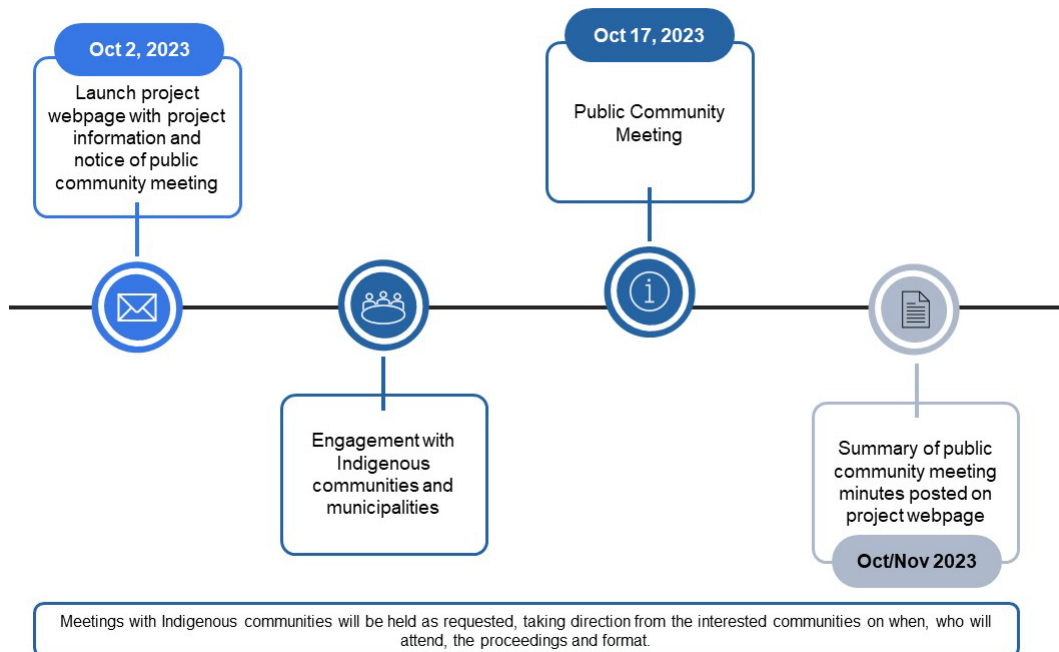 Oct 2, 2023
Launch project
webpage with project
information and
notice of public
community meeting
Engagement with
Indigenous
communities and
municipalities
Oct 17, 2023
Public Community
Meeting
Summary of public
community meeting
minutes posted on
project webpage
Oct/Nov 2023
Meetings with Indigenous communities will be held as requested, taking direction from the interested communities on when, who will
attend, the proceedings and format.